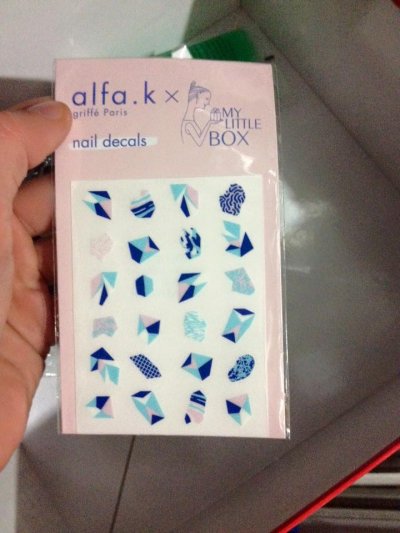 alfa.k ×
griffé Paris
MY
LITTLE
BOX
nail decals